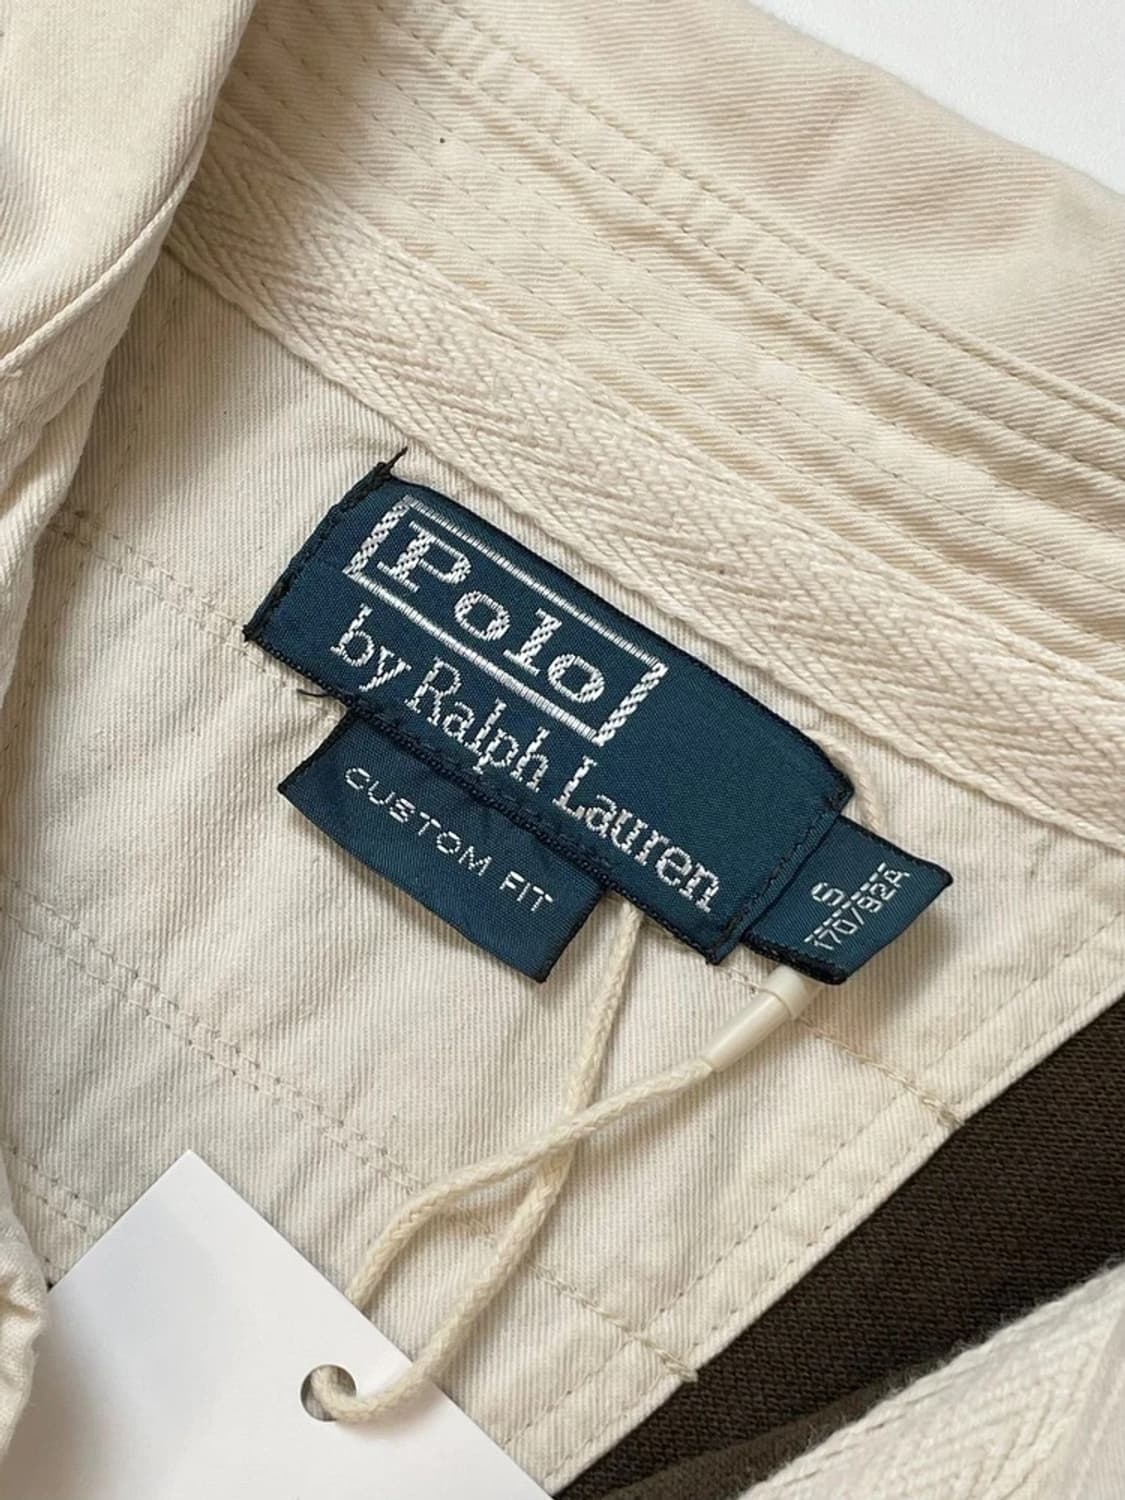 Polo
by Ralph Lauren
CUSTOM FIT
S
170/92A